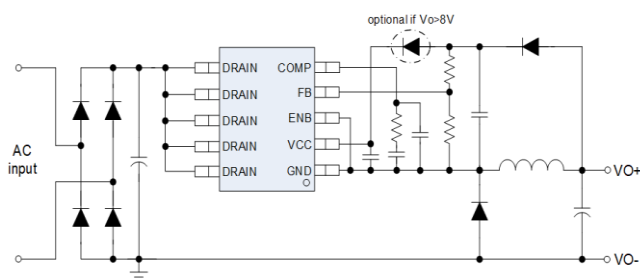 optional if Vo>8V
DRAIN COMP
DRAIN FB
DRAIN ENB
DRAIN VCC
DRAIN GND
AC
input
VO+
VO-